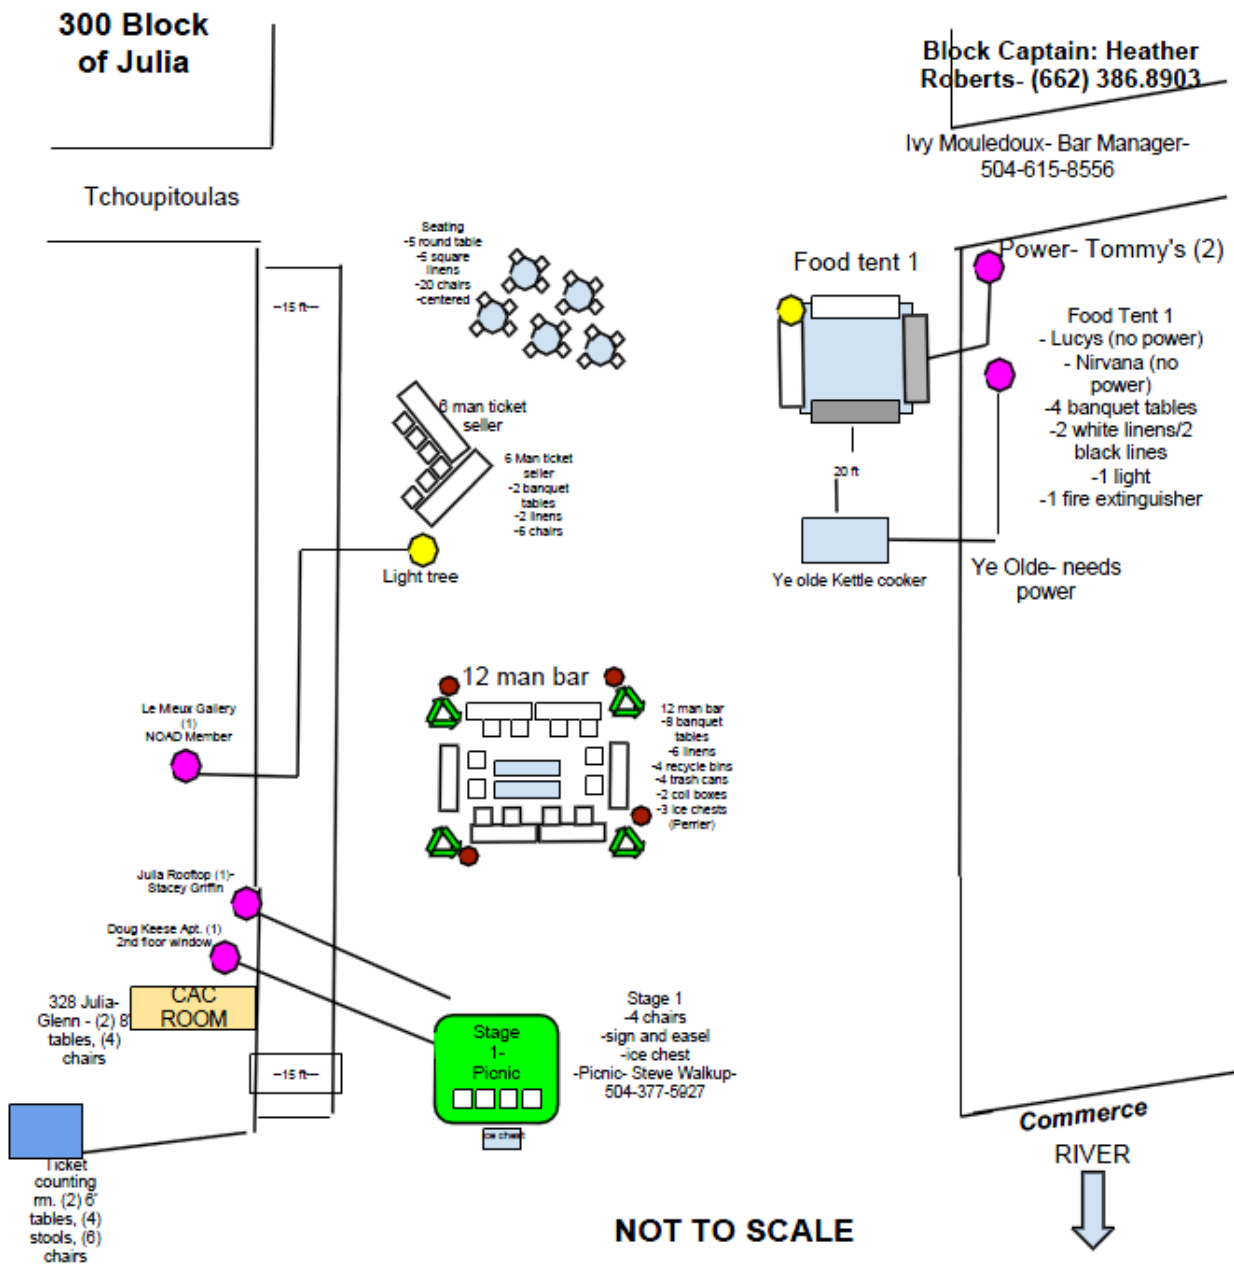 300 Block
of Julia
Block Captain: Heather
Roberts- (662) 386.8903
Ivy Mouledoux- Bar Manager-
504-615-8556
Tchoupitoulas
Seating
-5 round table
-5 square
linens
-20 chairs
-centered
Food tent 1
Power- Tommy's (2)
--15 ft---
Food Tent 1
- Lucys (no power)
- Nirvana (no
power)
-4 banquet tables
-2 white linens/2
black lines
-1 light
-1 fire extinguisher
6 man ticket
seller
6 Man ticket
seller
-2 banquet
tables
-2 linens
-6 chairs
20 ft
Light tree
Ye olde Kettle cooker
Ye Olde- needs
power
12 man bar
Le Mieux Gallery
(1)
NOAD Member
12 man bar
-8 banquet
tables
-6 linens
-4 recycle bins
-4 trash cans
-2 coil boxes
-3 ice chests
(Perrier)
Julia Rooftop (1)-
Stacey Griffin
Doug Keese Apt. (1)
2nd floor window
CAC
ROOM
328 Julia-
Glenn - (2) 8'
tables, (4)
chairs
Stage
1-
Picnic
Stage 1
-4 chairs
-sign and easel
-ice chest
-Picnic- Steve Walkup-
504-377-5927
--15 ft---
Ice chest
Commerce
RIVER
Ticket
counting
rm. (2) 6'
tables, (4)
stools, (6)
chairs
NOT TO SCALE